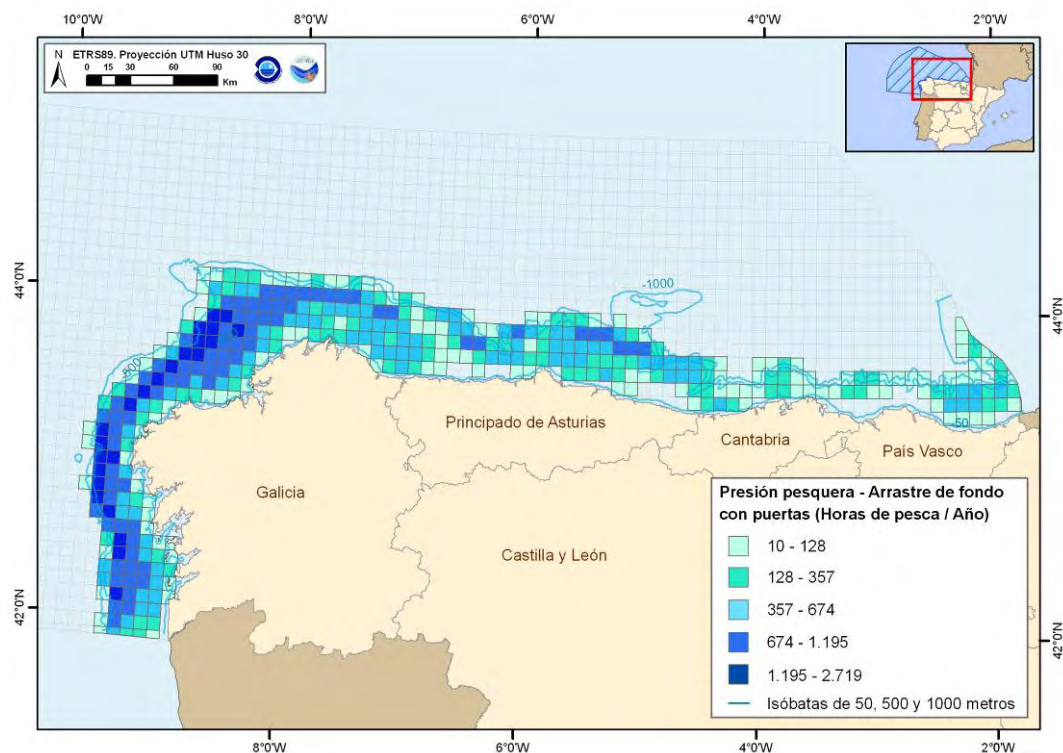 10°0'W
8°0'W
6°0'W
4°0'W
2°0'W
N
ETRS89. Proyección UTM Huso 30
0 15 30 60 90
Km
44°0'N
44°0'N
-1000
-500
-50
Principado de Asturias
Cantabria
País Vasco
Galicia
Castilla y León
42°0'N
42°0'N
Presión pesquera - Arrastre de fondo
con puertas (Horas de pesca / Año)
10 - 128
128 - 357
357 - 674
674 - 1.195
1.195 - 2.719
Isóbatas de 50, 500 y 1000 metros
8°0'W
6°0'W
4°0'W
2°0'W